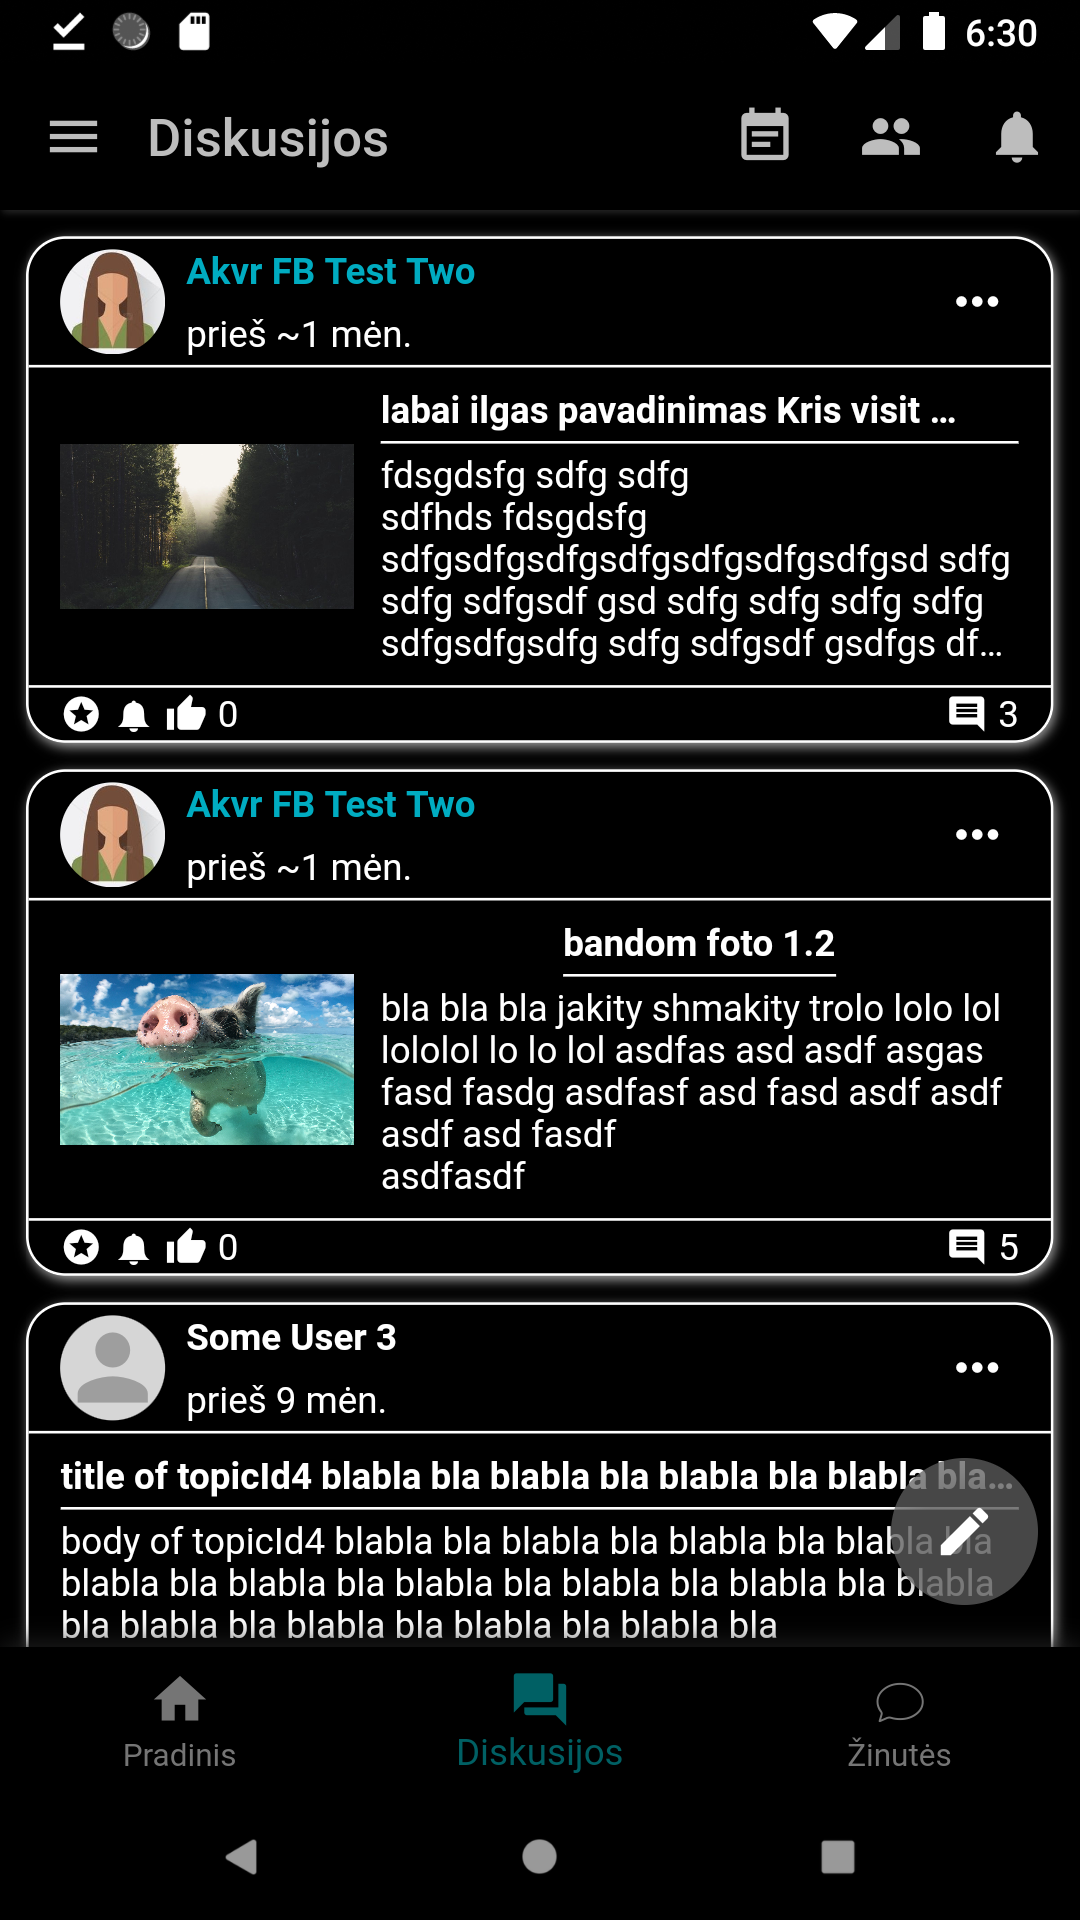 6:30
Diskusijos
Akvr FB Test Two
prieš ~1 mėn.
labai ilgas pavadinimas Kris visit ...
fdsgdsfg sdfg sdfg
sdfhds fdsgdsfg
sdfgsdfgsdfgsdfgsdfgsdfgsdfgsd sdfg
sdfg sdfgsdf gsd sdfg sdfg sdfg sdfg
sdfgsdfgsdfg sdfg sdfgsdf gsdfgs df...
0
3
Akvr FB Test Two
prieš ~1 mėn.
bandom foto 1.2
bla bla bla jakity shmakity trolo lolo lol
lololol lo lo lol asdfas asd asdf asgas
fasd fasdg asdfasf asd fasd asdf asdf
asdf asd fasdf
asdfasdf
0
5
Some User 3
prieš 9 mėn.
title of topicId4 blabla bla blabla bla blabla bla blabla bla...
body of topicId4 blabla bla blabla bla blabla bla blabla bla
blabla bla blabla bla blabla bla blabla bla blabla bla blabla
bla blabla bla blabla bla blabla bla blabla bla
Pradinis
Diskusijos
Žinutės